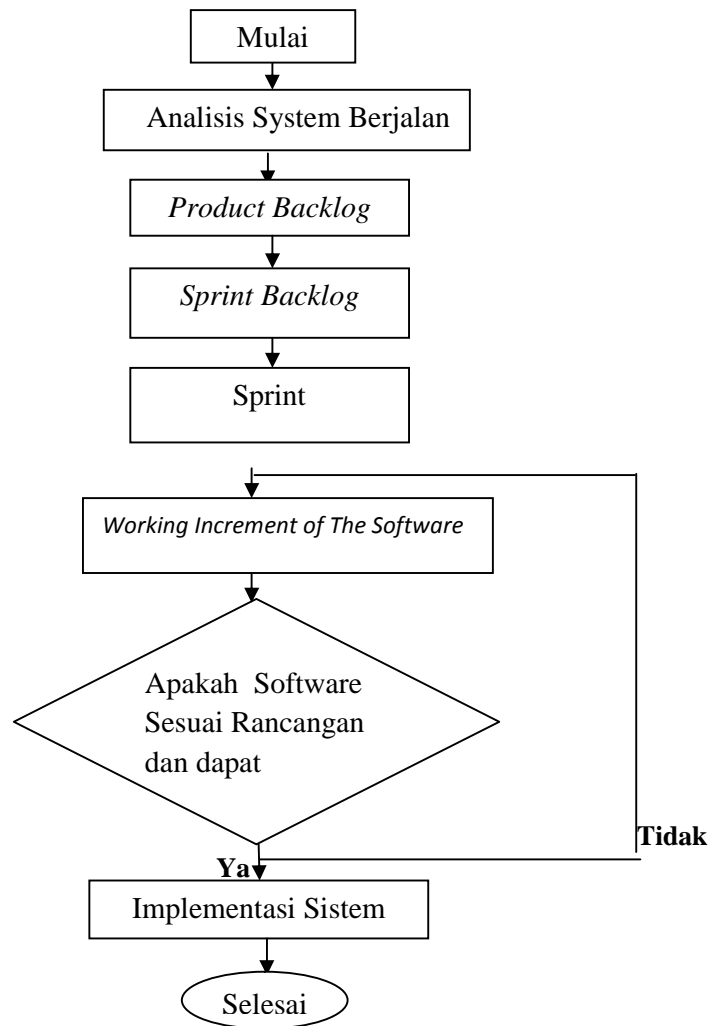 Mulai
Analisis System Berjalan
Product Backlog
Sprint Backlog
Sprint
Working Increment of The Software
Apakah Software
Sesuai Rancangan
dan dapat
Tidak
Ya
Implementasi Sistem
Selesai